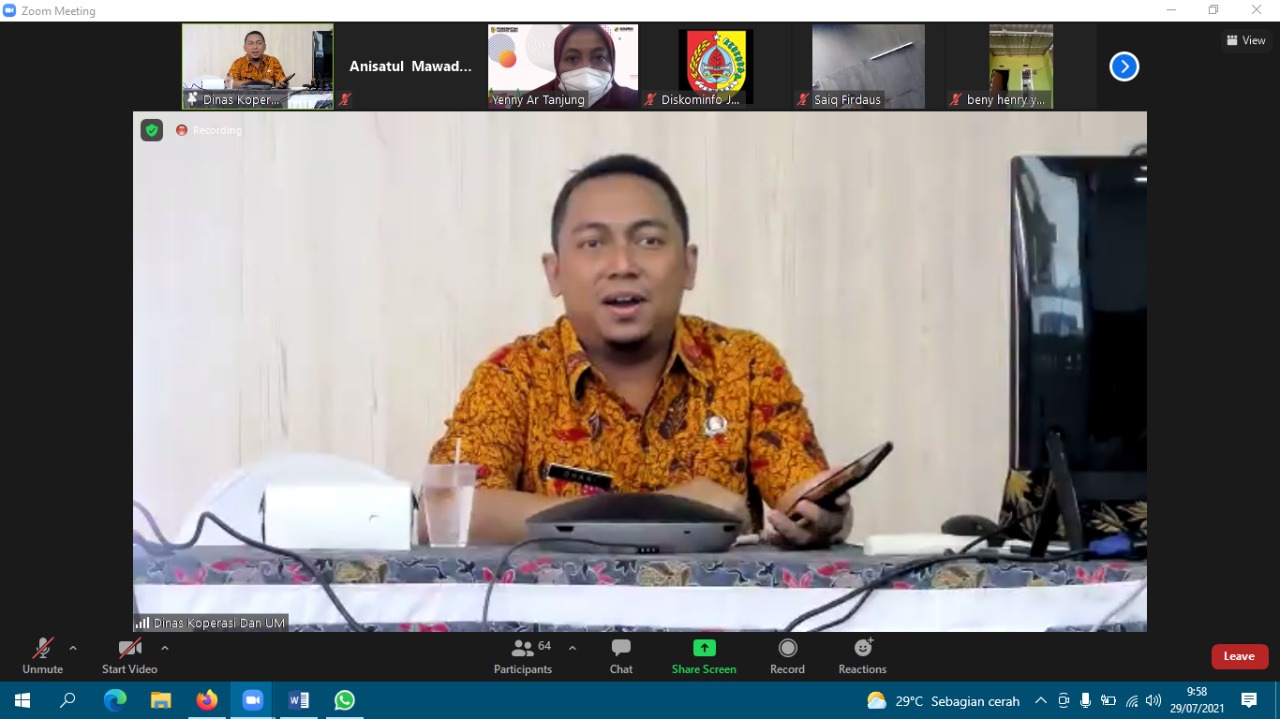 Zoom Meeting
View
Dinas Koper...
Anisatul Mawad...
Yenny Ar Tanjung
Diskominfo J...
Saiq Firdaus
beny henry y...
Recording
Dinas Koperasi Dan UM
Unmute
Start Video
64
Participants
Chat
Share Screen
Record
Reactions
Leave
29°C Sebagian cerah
9:58
29/07/2021